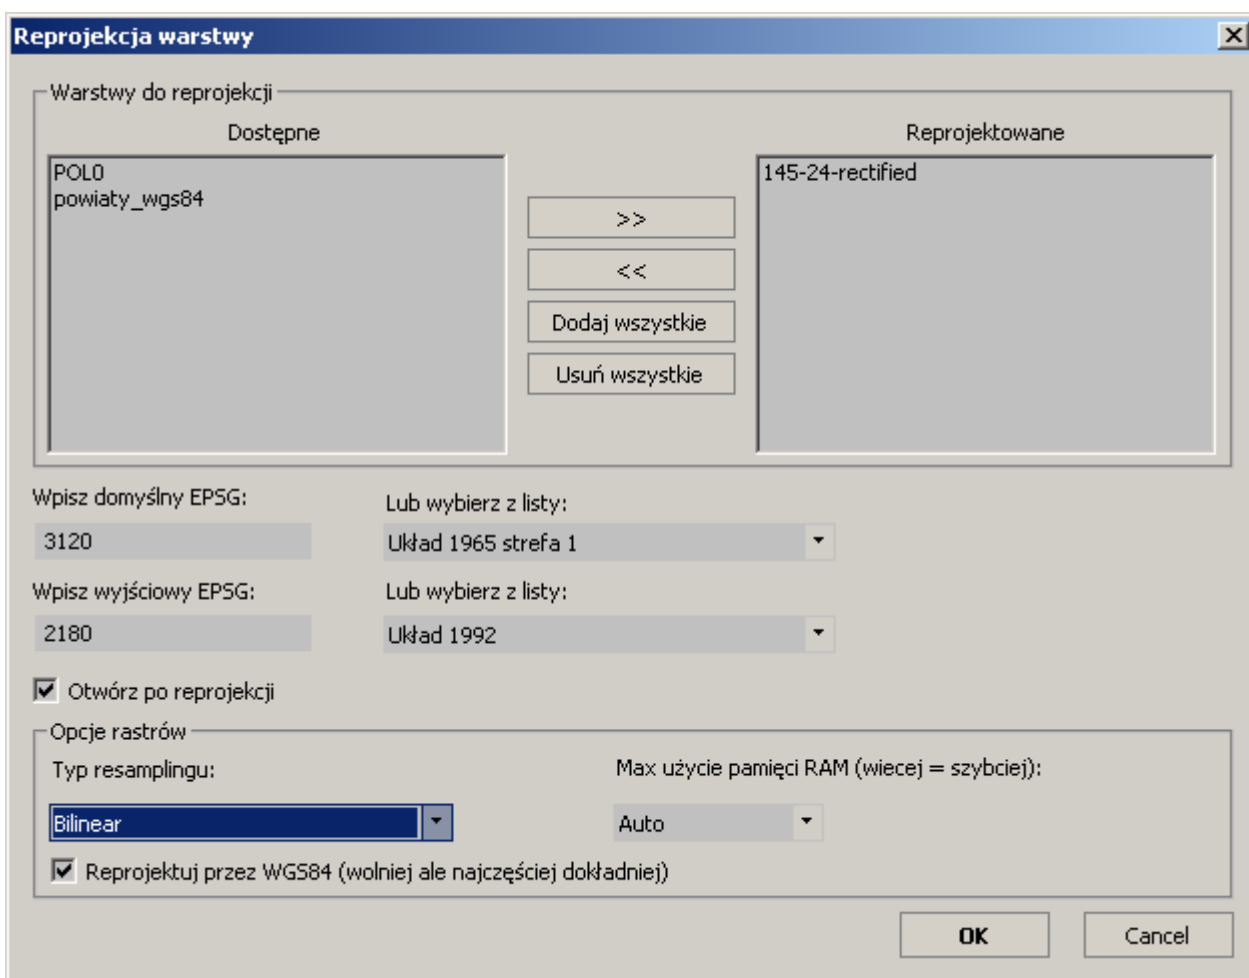 Reprojekcja warstwy
Warstwy do reprojekcji
Dostępne
Reprojektowane
POL0
powiaty_wgs84
145-24-rectified
>>
<<
Dodaj wszystkie
Usuń wszystkie
Wpisz domyślny EPSG:
Lub wybierz z listy:
3120
Układ 1965 strefa 1
Wpisz wyjściowy EPSG:
Lub wybierz z listy:
2180
Układ 1992
Otwórz po reprojekcji
Opcje rastrów
Typ resamplingu:
Max użycie pamięci RAM (wiecej = szybciej):
Bilinear
Auto
Reprojektuj przez WGS84 (wolniej ale najczęściej dokładniej)
OK
Cancel